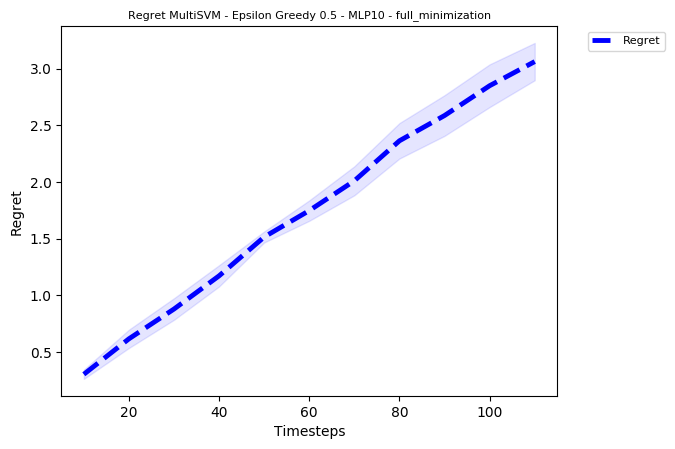 Regret MultiSVM - Epsilon Greedy 0.5 - MLP10 - full_minimization
Regret
3.0
2.5
2.0
1.5
1.0
0.5
Regret
20 40 60 80 100
Timesteps